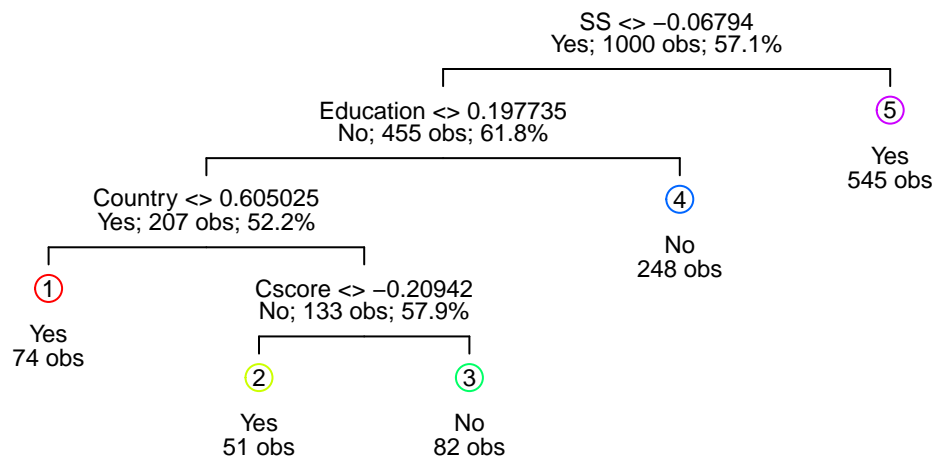 SS <> −0.06794
Yes; 1000 obs; 57.1%
Education <> 0.197735
No; 455 obs; 61.8%
5
Yes
545 obs
Country <> 0.605025
Yes; 207 obs; 52.2%
4
No
248 obs
1
Yes
74 obs
Cscore <> −0.20942
No; 133 obs; 57.9%
2
Yes
51 obs
3
No
82 obs